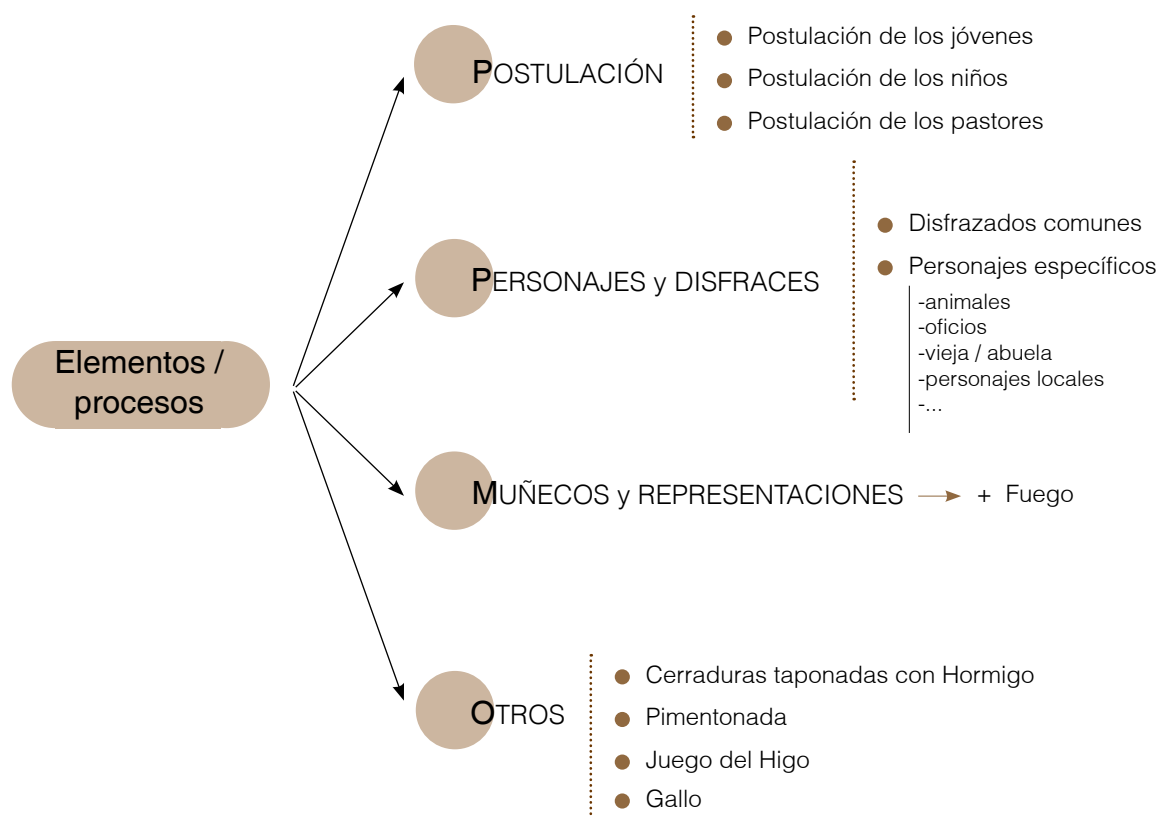 POSTULACIÓN
Postulación de los jóvenes
Postulación de los niños
Postulación de los pastores
PERSONAJES y DISFRACES
Disfrazados comunes
Personajes específicos
-animales
-oficios
-vieja / abuela
-personajes locales
-...
Elementos /
procesos
MUÑECOS y REPRESENTACIONES
+ Fuego
OTROS
Cerraduras taponadas con Hormigo
Pimentonada
Juego del Higo
Gallo